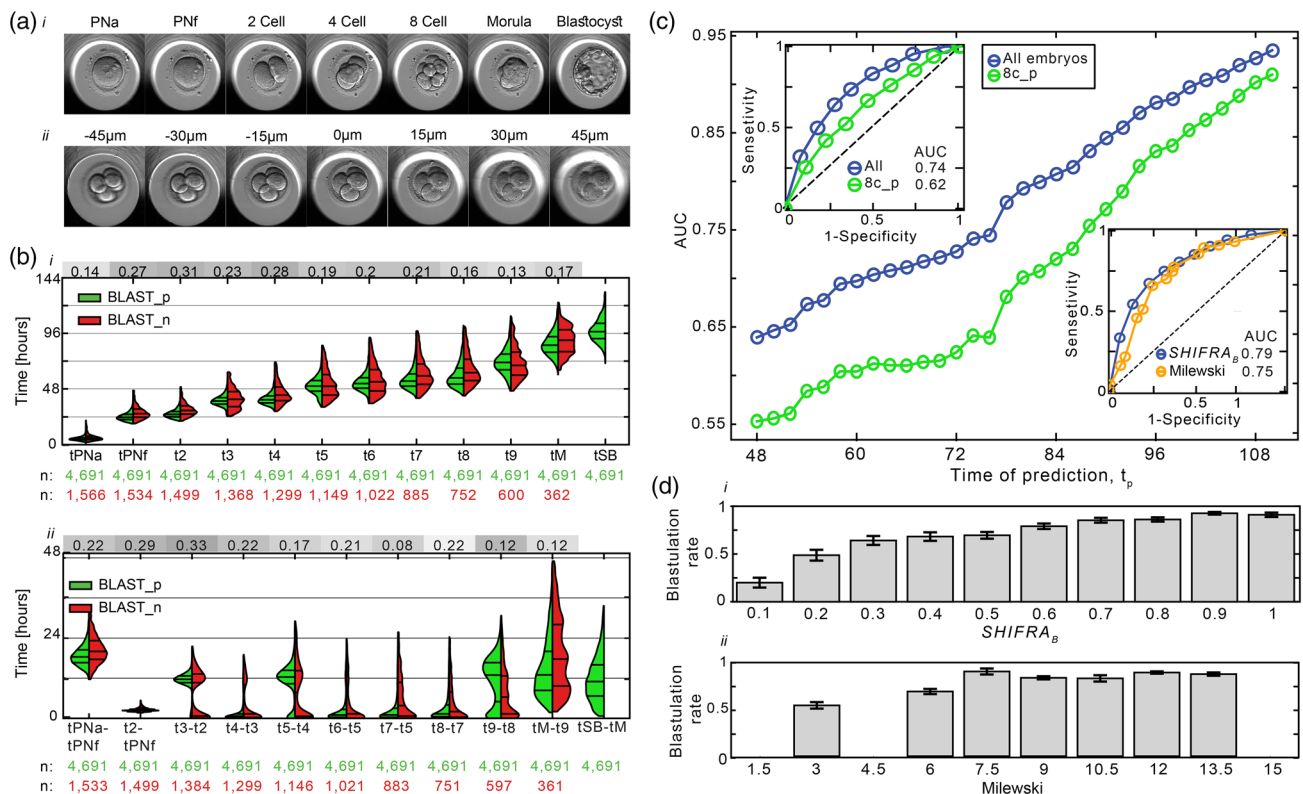 (a) i PNa PNf 2 Cell 4 Cell 8 Cell Morula Blastocyst
ii -45µm -30µm -15µm 0µm 15µm 30µm 45µm
(b) i
0.14 0.27 0.31 0.23 0.28 0.19 0.2 0.21 0.16 0.13 0.17
144
96
48
0
Time [hours]
BLAST_p
BLAST_n
tPNa tPNf t2 t3 t4 t5 t6 t7 t8 t9 tM tSB
n: 4,691 4,691 4,691 4,691 4,691 4,691 4,691 4,691 4,691 4,691 4,691 4,691
n: 1,566 1,534 1,499 1,368 1,299 1,149 1,022 885 752 600 362
ii
0.22 0.29 0.33 0.22 0.17 0.21 0.08 0.22 0.12 0.12
48
24
0
Time [hours]
BLAST_p
BLAST_n
tPNa- t2- t3-t2 t4-t3 t5-t4 t6-t5 t7-t5 t8-t7 t9-t8 tM-t9 tSB-tM
tPNf tPNf
n: 4,691 4,691 4,691 4,691 4,691 4,691 4,691 4,691 4,691 4,691 4,691
n: 1,533 1,499 1,384 1,299 1,146 1,021 883 751 597 361
(c)
0.95
0.85
0.75
0.65
0.55
AUC
48 60 72 84 96 108
Time of prediction, tp
All embryos
8c_p
1
0.5
0
Sensetivity
AUC
All 0.74
8c_p 0.62
0 0.5 1
1-Specificity
1
0.5
0
Sensetivity
AUC
SHIFRAB 0.79
Milewski 0.75
0 0.5 1
1-Specificity
(d) i
1
0.5
Blastulation
rate
0.1 0.2 0.3 0.4 0.5 0.6 0.7 0.8 0.9 1
SHIFRAB
ii
1
0.5
0
Blastulation
rate
1.5 3 4.5 6 7.5 9 10.5 12 13.5 15
Milewski